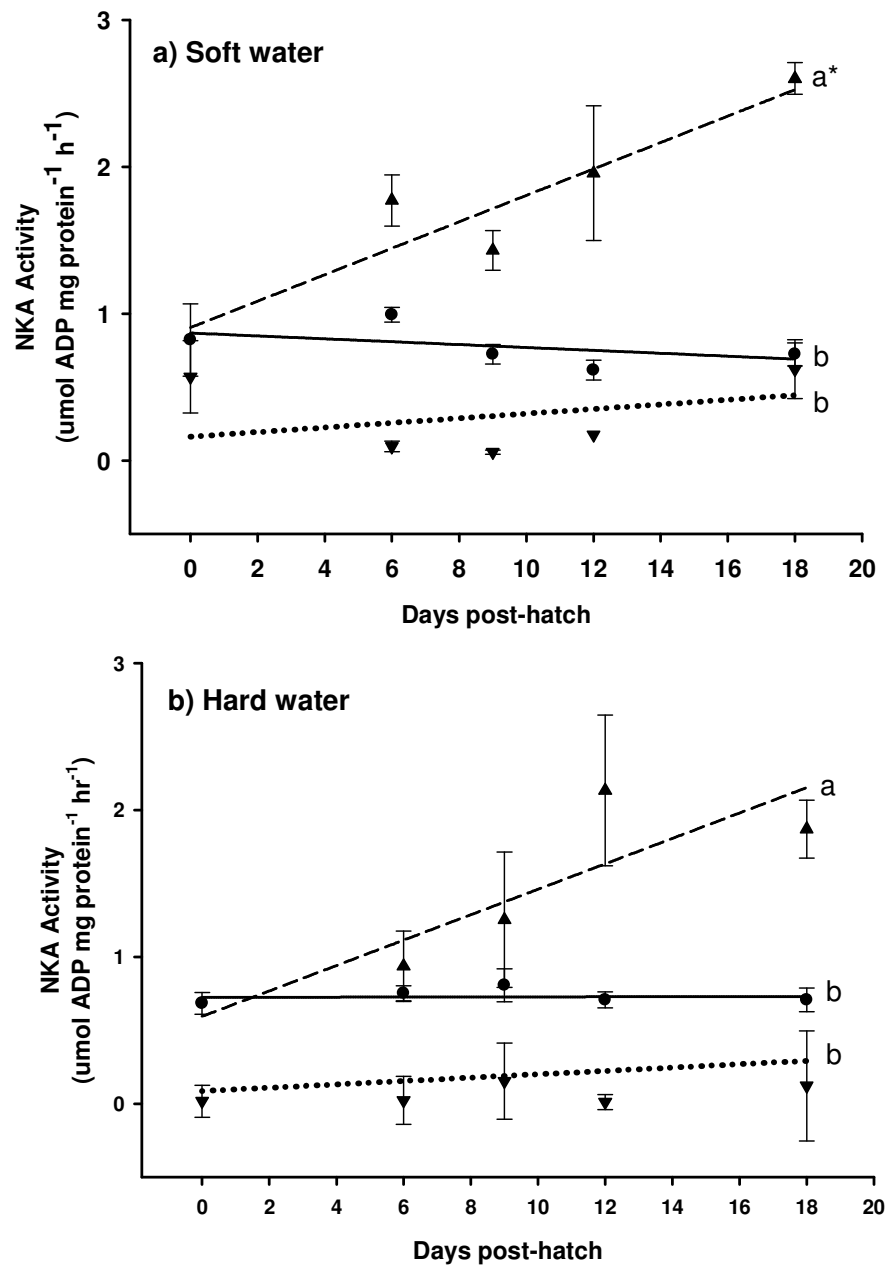 a) Soft water
3
2
1
0
NKA Activity
(umol ADP mg protein-1 h-1)
a*
b
b
0 2 4 6 8 10 12 14 16 18 20
Days post-hatch
b) Hard water
3
2
1
0
NKA Activity
(umol ADP mg protein-1 hr-1)
a
b
b
0 2 4 6 8 10 12 14 16 18 20
Days post-hatch